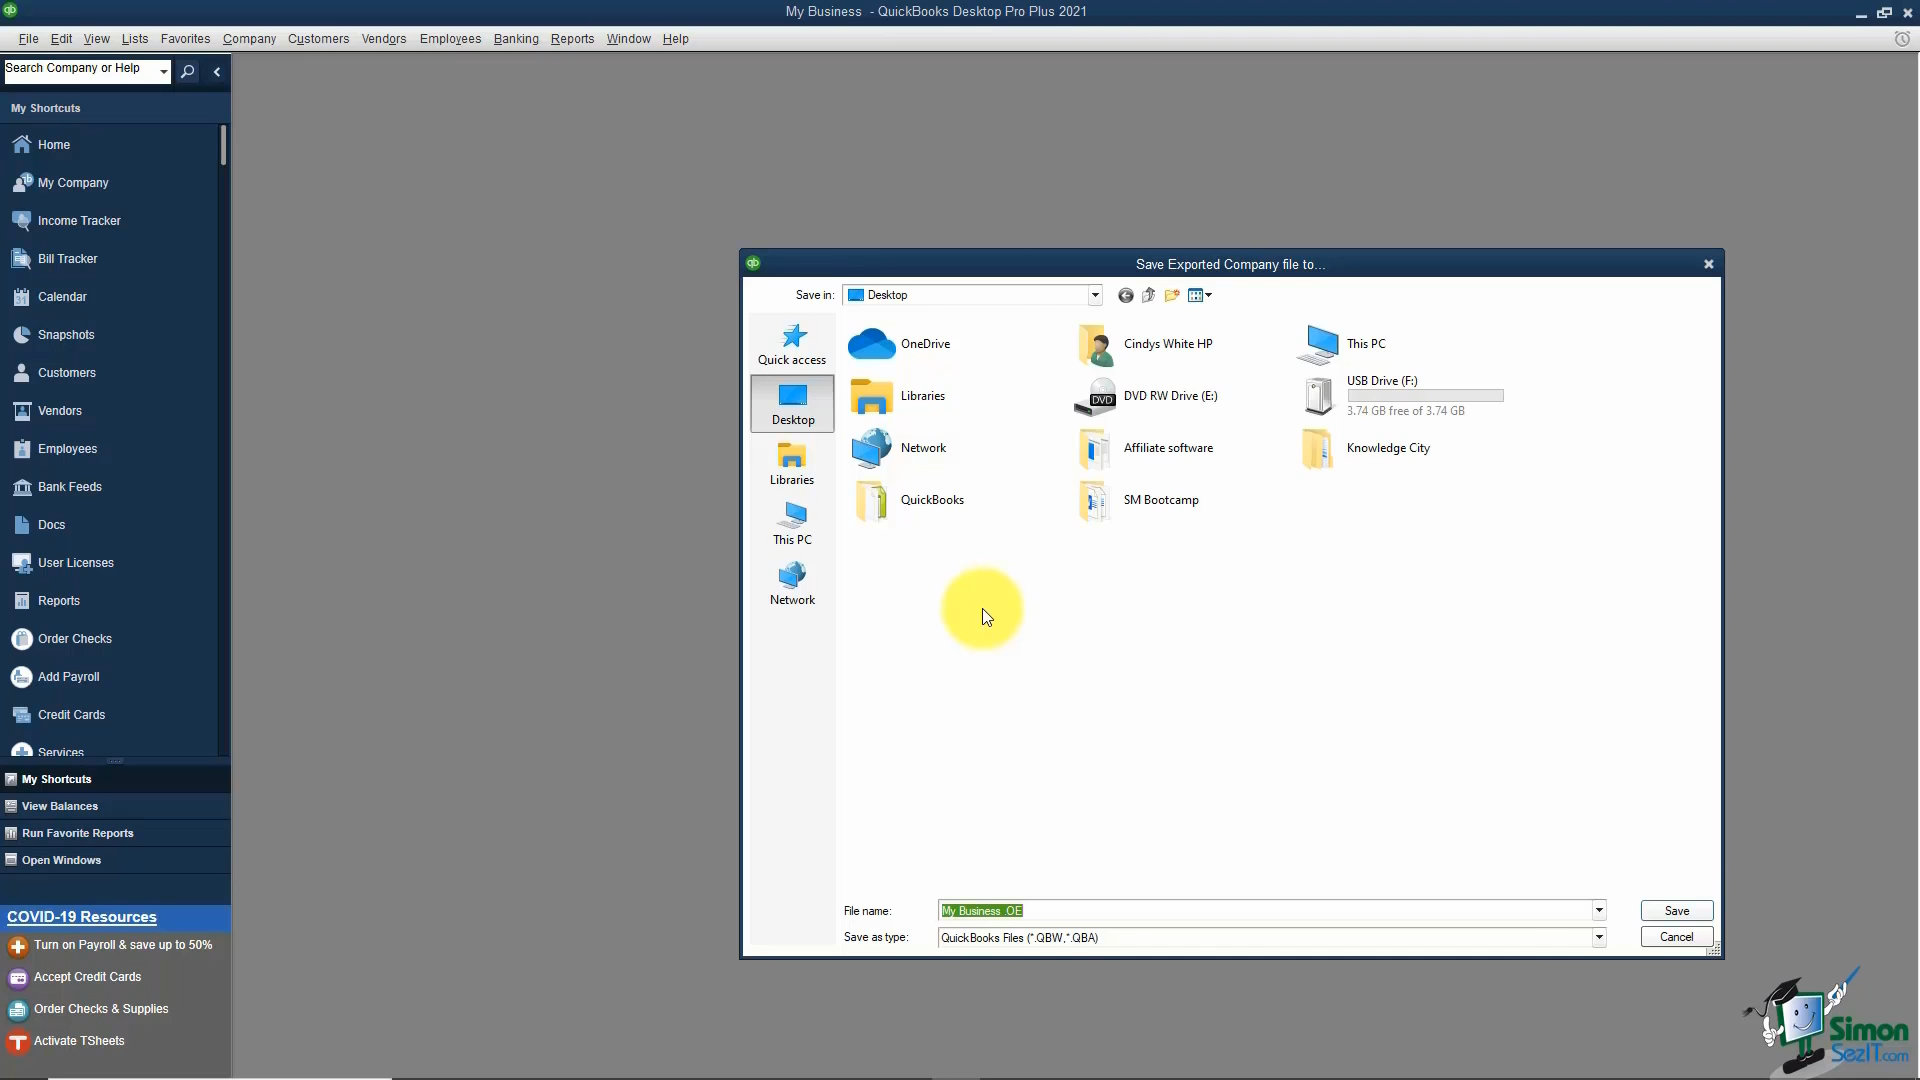 qb
My Business - QuickBooks Desktop Pro Plus 2021
File Edit View Lists Favorites Company Customers Vendors Employees Banking Reports Window Help
Search Company or Help
My Shortcuts
Home
My Company
Income Tracker
Bill Tracker
Calendar
Snapshots
Customers
Vendors
Employees
Bank Feeds
Docs
User Licenses
Reports
Order Checks
Add Payroll
Credit Cards
Services
My Shortcuts
View Balances
Run Favorite Reports
Open Windows
COVID-19 Resources
Turn on Payroll & save up to 50%
Accept Credit Cards
Order Checks & Supplies
Activate TSheets
qb
Save Exported Company file to...
Save in: Desktop
Quick access
Desktop
Libraries
This PC
Network
OneDrive
Cindys White HP
This PC
Libraries
DVD
DVD RW Drive (E:)
USB Drive (F:)
3.74 GB free of 3.74 GB
Network
Affiliate software
Knowledge City
QuickBooks
SM Bootcamp
File name: My Business .OE
Save
Save as type: QuickBooks Files (*.QBW,*.QBA)
Cancel
Simon
SezIT.com